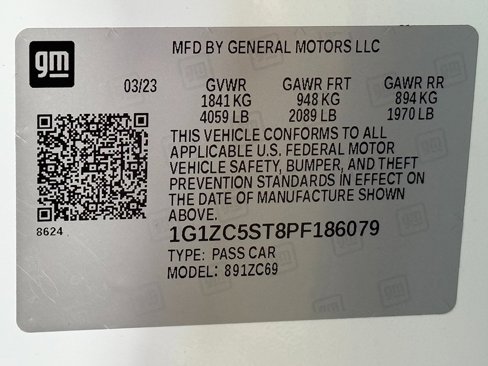 gm
MFD BY GENERAL MOTORS LLC
03/23 GVWR GAWR FRT GAWR RR
1841 KG 948 KG 894 KG
4059 LB 2089 LB 1970 LB
THIS VEHICLE CONFORMS TO ALL
APPLICABLE U.S. FEDERAL MOTOR
VEHICLE SAFETY, BUMPER, AND THEFT
PREVENTION STANDARDS IN EFFECT ON
THE DATE OF MANUFACTURE SHOWN
ABOVE.
8624
1G1ZC5ST8PF186079
TYPE: PASS CAR
MODEL: 891ZC69